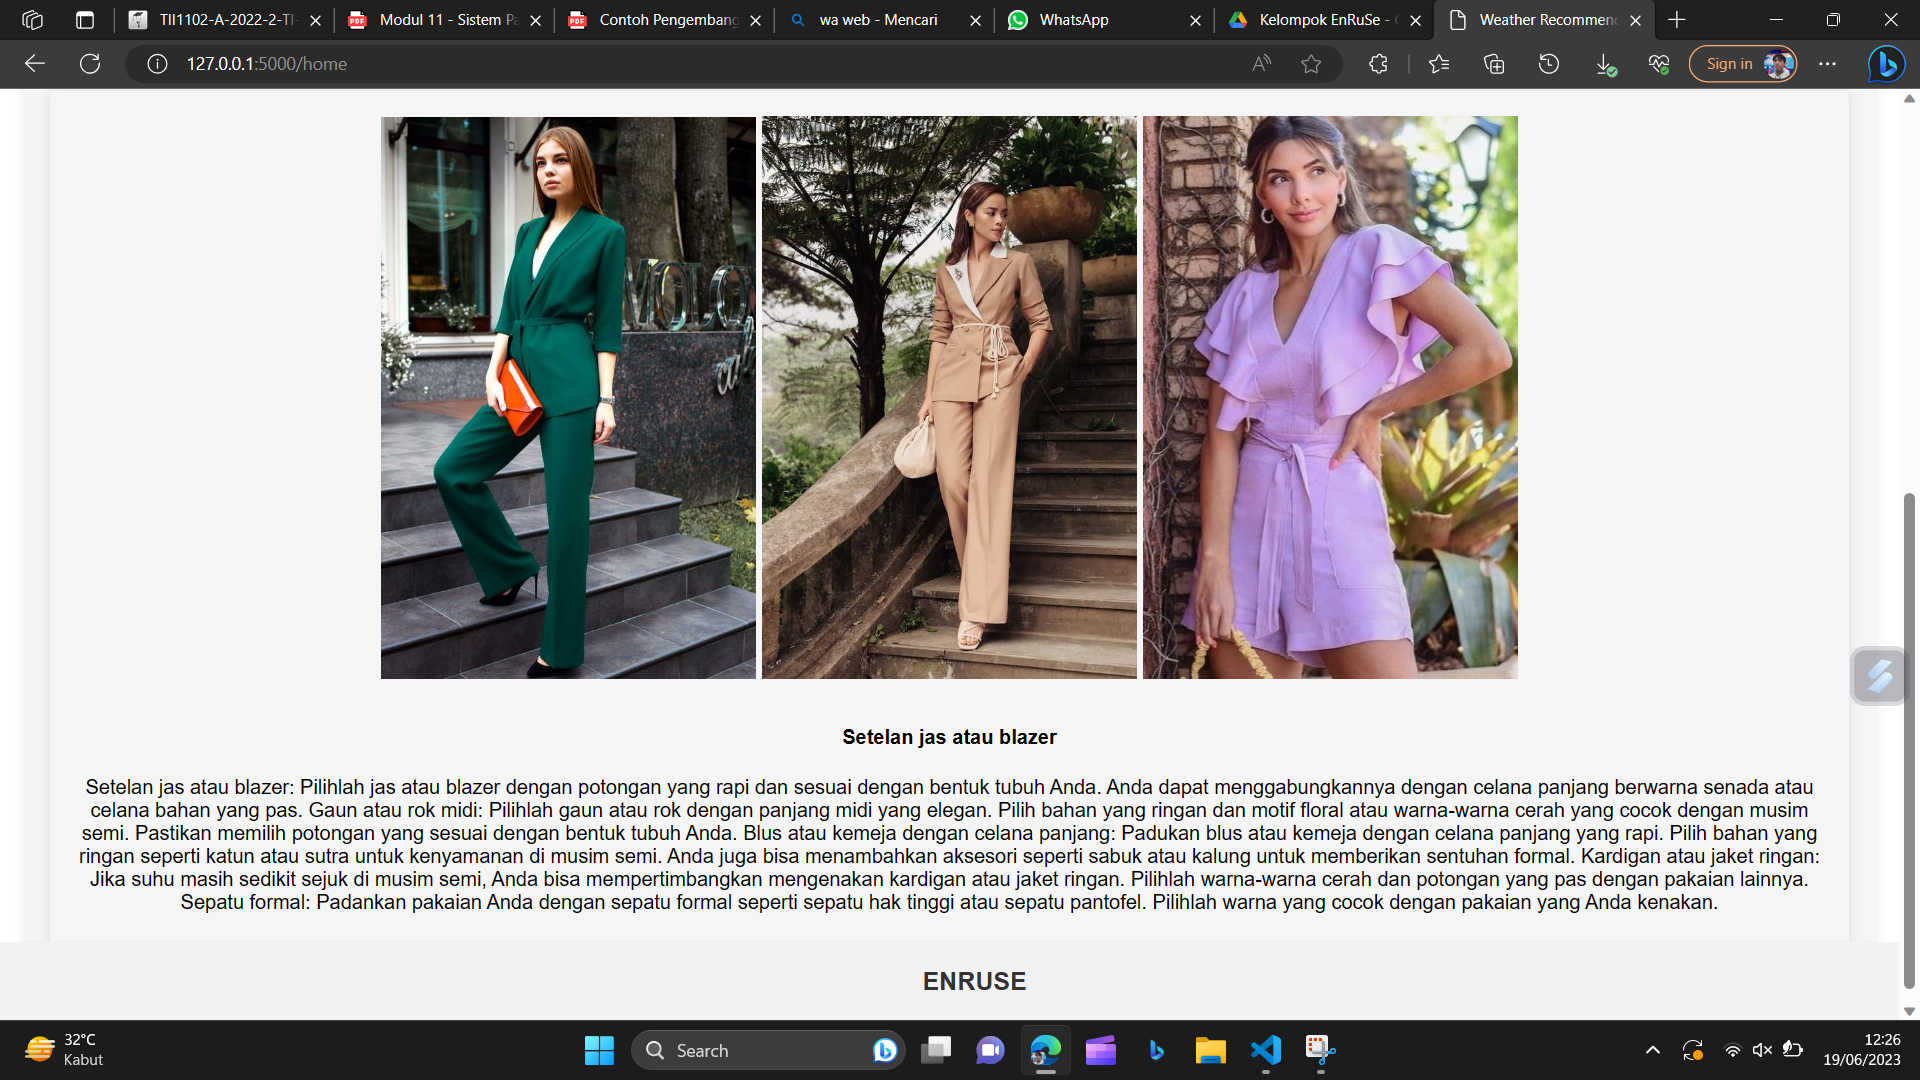 TII1102-A-2022-2-TI-
Modul 11 - Sistem Pa
Contoh Pengembang
wa web - Mencari
WhatsApp
Kelompok EnRuSe -
Weather Recommend
127.0.0.1:5000/home
Sign in
Setelan jas atau blazer
Setelan jas atau blazer: Pilihlah jas atau blazer dengan potongan yang rapi dan sesuai dengan bentuk tubuh Anda. Anda dapat menggabungkannya dengan celana panjang berwarna senada atau
celana bahan yang pas. Gaun atau rok midi: Pilihlah gaun atau rok dengan panjang midi yang elegan. Pilih bahan yang ringan dan motif floral atau warna-warna cerah yang cocok dengan musim
semi. Pastikan memilih potongan yang sesuai dengan bentuk tubuh Anda. Blus atau kemeja dengan celana panjang: Padukan blus atau kemeja dengan celana panjang yang rapi. Pilih bahan yang
ringan seperti katun atau sutra untuk kenyamanan di musim semi. Anda juga bisa menambahkan aksesori seperti sabuk atau kalung untuk memberikan sentuhan formal. Kardigan atau jaket ringan:
Jika suhu masih sedikit sejuk di musim semi, Anda bisa mempertimbangkan mengenakan kardigan atau jaket ringan. Pilihlah warna-warna cerah dan potongan yang pas dengan pakaian lainnya.
Sepatu formal: Padankan pakaian Anda dengan sepatu formal seperti sepatu hak tinggi atau sepatu pantofel. Pilihlah warna yang cocok dengan pakaian yang Anda kenakan.
ENRUSE
32°C
Kabut
Search
12:26
19/06/2023